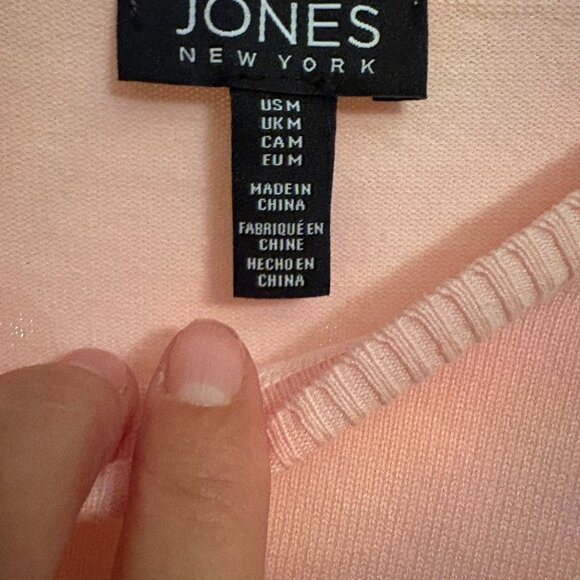 JONES
NEW YORK
US M
UK M
CA M
EU M
MADE IN
CHINA
FABRIQUÉ EN
CHINE
HECHO EN
CHINA